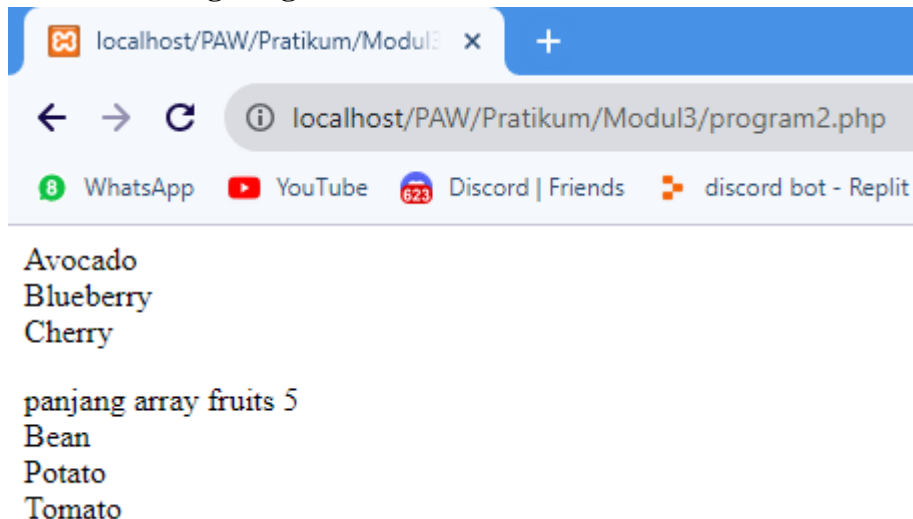 localhost/PAW/Pratikum/Modul3
localhost/PAW/Pratikum/Modul3/program2.php
8 WhatsApp YouTube 623 Discord | Friends discord bot - Replit
Avocado
Blueberry
Cherry
panjang array fruits 5
Bean
Potato
Tomato